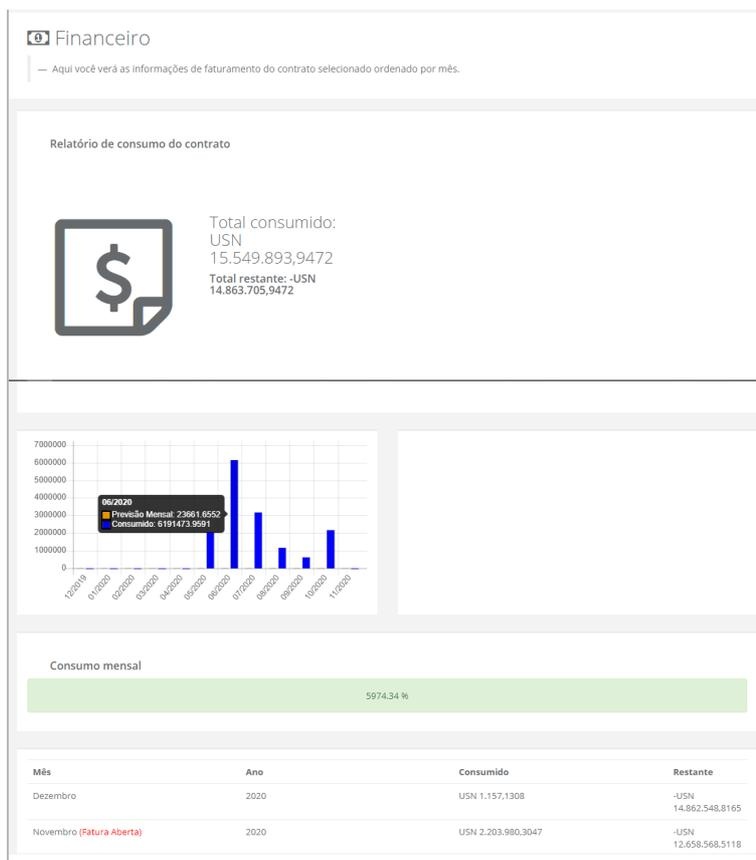 Financeiro
— Aqui você verá as informações de faturamento do contrato selecionado ordenado por mês.
Relatório de consumo do contrato
Total consumido:
USN
15.549.893,9472
Total restante: -USN
14.863.705,9472
7000000
6000000
5000000
4000000
3000000
2000000
1000000
0
06/2020
Previsão Mensal: 23661.6552
Consumido: 6191473.9591
12/2019
01/2020
02/2020
03/2020
04/2020
05/2020
06/2020
07/2020
08/2020
09/2020
10/2020
11/2020
Consumo mensal
5974.34 %
Mês Ano Consumido Restante
Dezembro 2020 USN 1.157,1308 -USN
14.862.548,8165
Novembro (Fatura Aberta) 2020 USN 2.203.980,3047 -USN
12.658.568,5118